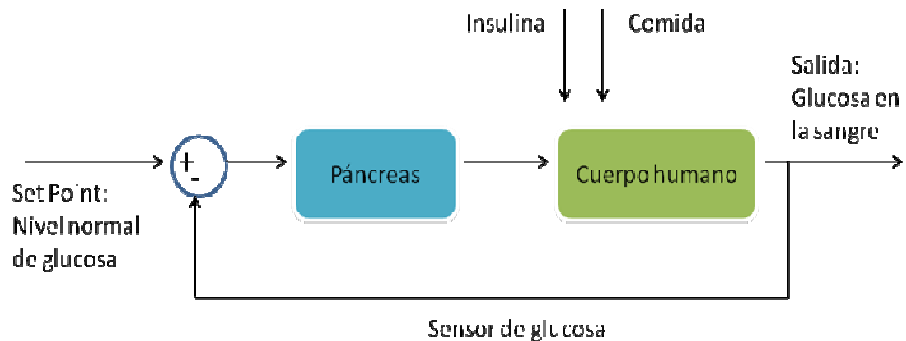 Insulina
Comida
Salida:
Glucosa en
la sangre
+
-
Páncreas
Cuerpo humano
Set Point:
Nivel normal
de glucosa
Sensor de glucosa